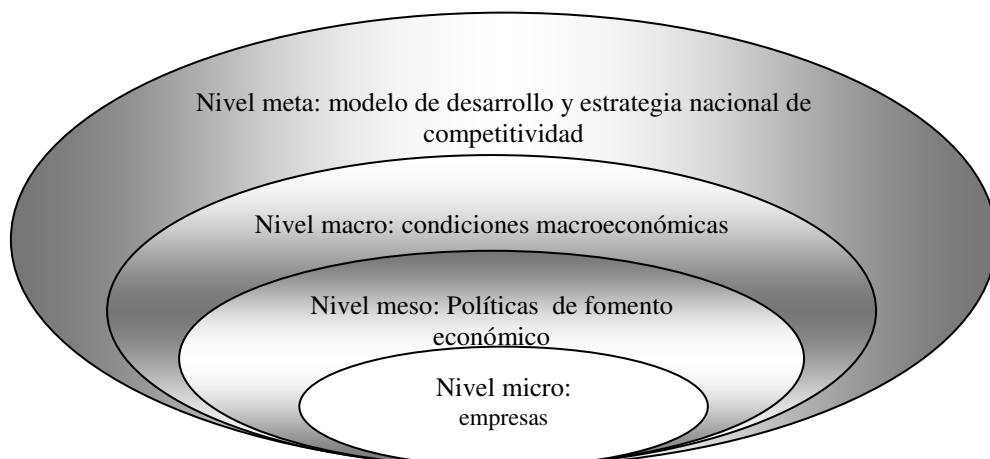 Nivel meta: modelo de desarrollo y estrategia nacional de
competitividad
Nivel macro: condiciones macroeconómicas
Nivel meso: Políticas  de fomento
económico
Nivel micro:
empresas